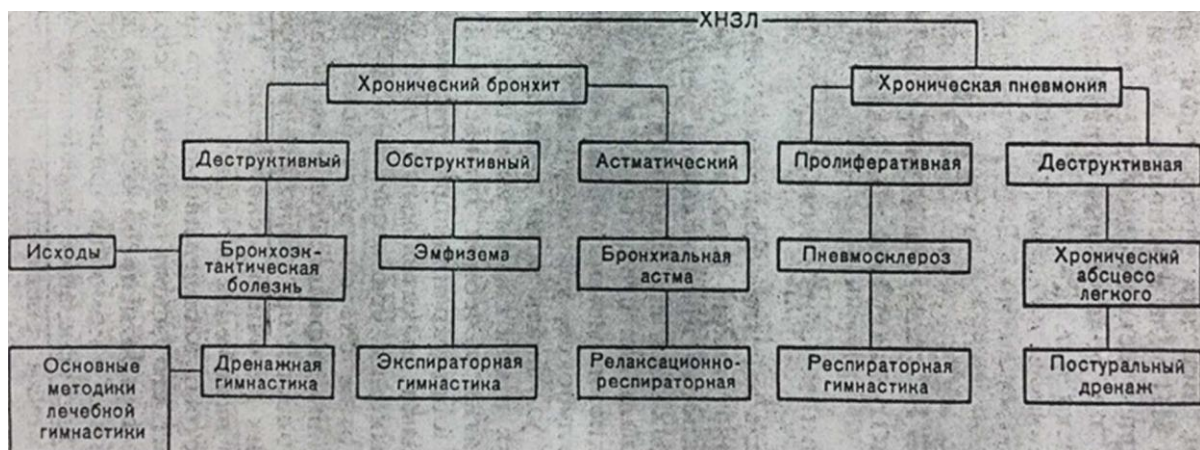 ХНЗЛ
Хронический бронхит
Хроническая пневмония
Деструктивный
Обструктивный
Астматический
Пролиферативная
Деструктивная
Исходы
Бронхоэк-
тактическая
болезнь
Эмфизема
Бронхиальная
астма
Пневмосклероз
Хронический
абсцесс
легкого
Основные
методики
лечебной
гимнастики
Дренажная
гимнастика
Экспираторная
гимнастика
Релаксационно-
респираторная
Респираторная
гимнастика
Постуральный
дренаж